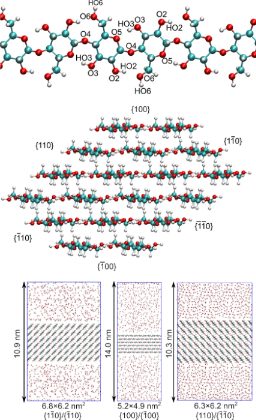 HO6
O6
HO3 O3
O2
HO2
O5
O4
O4
O4
O5
HO3
O3
O2
HO2
O6
HO6
{100}
{110}
{11̅0}
{1̅10}
{1̅1̅0}
{1̅00}
10.9 nm
14.0 nm
10.3 nm
6.8×6.2 nm²
5.2×4.9 nm²
6.3×6.2 nm²
{11̅0}/{1̅10}
{100}/{1̅00}
{110}/{1̅1̅0}